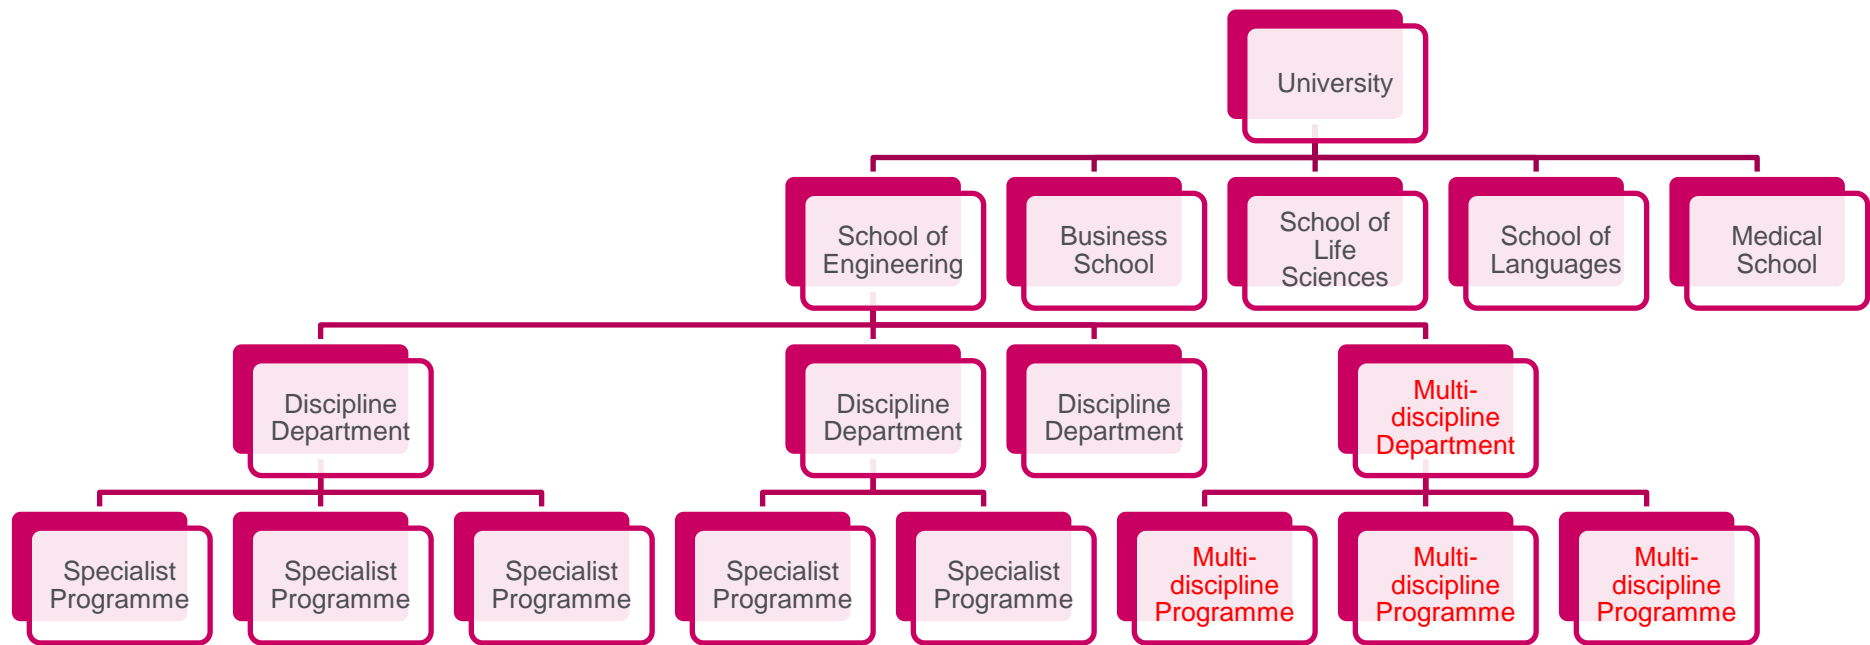 University
School of
Engineering
Business
School
School of
Life
Sciences
School of
Languages
Medical
School
Discipline
Department
Discipline
Department
Discipline
Department
Multi-
discipline
Department
Specialist
Programme
Specialist
Programme
Specialist
Programme
Specialist
Programme
Specialist
Programme
Multi-
discipline
Programme
Multi-
discipline
Programme
Multi-
discipline
Programme